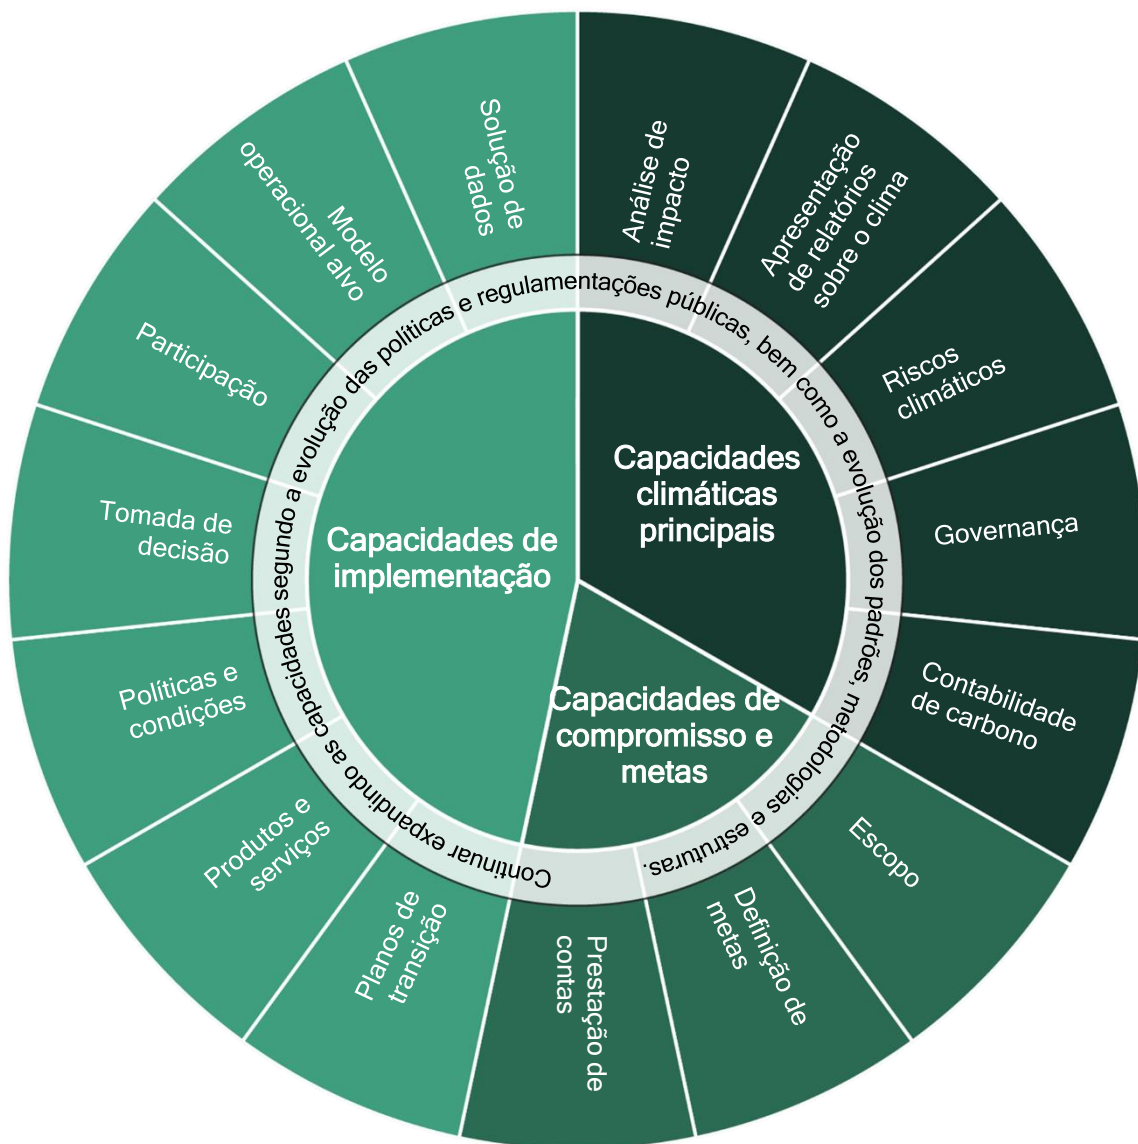 Análise de
impacto
Apresentação
de relatórios
sobre o clima
Riscos
climáticos
Governança
Contabilidade
de carbono
Escopo
Definição de
metas
Prestação de
contas
Planos de
transição
Produtos e
serviços
Políticas e
condições
Tomada de
decisão
Participação
Modelo
operacional alvo
Solução de
dados
Continuar expandindo as capacidades segundo a evolução das políticas e regulamentações públicas, bem como a evolução dos padrões, metodologias e estruturas.
Capacidades
climáticas
principais
Capacidades de
compromisso e
metas
Capacidades de
implementação